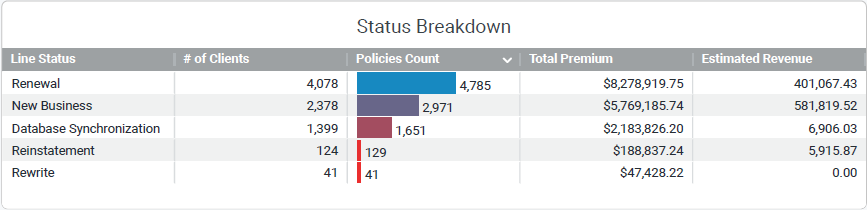 Status Breakdown
Line Status # of Clients Policies Count Total Premium Estimated Revenue
Renewal 4,078 4,785 $8,278,919.75 401,067.43
New Business 2,378 2,971 $5,769,185.74 581,819.52
Database Synchronization 1,399 1,651 $2,183,826.20 6,906.03
Reinstatement 124 129 $188,837.24 5,915.87
Rewrite 41 41 $47,428.22 0.00